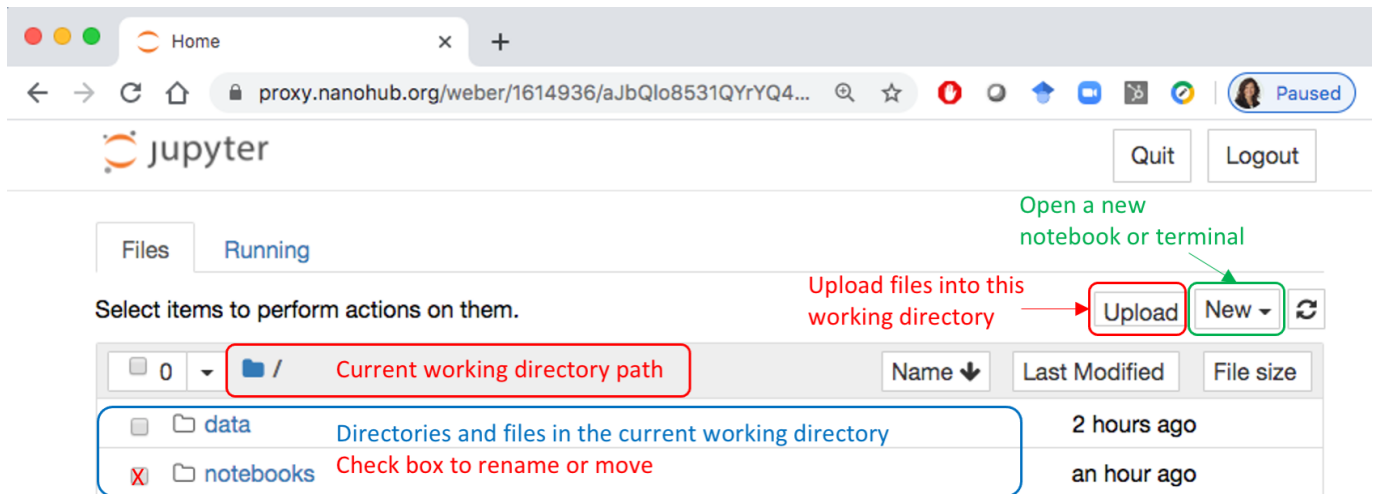 Home
proxy.nanohub.org/weber/1614936/aJbQlo8531QYrYQ4...
Paused
jupyter
Quit
Logout
Open a new
notebook or terminal
Files
Running
Upload files into this
working directory
Select items to perform actions on them.
Upload
New
0
/
Current working directory path
Name
Last Modified
File size
data
Directories and files in the current working directory
2 hours ago
notebooks
Check box to rename or move
an hour ago